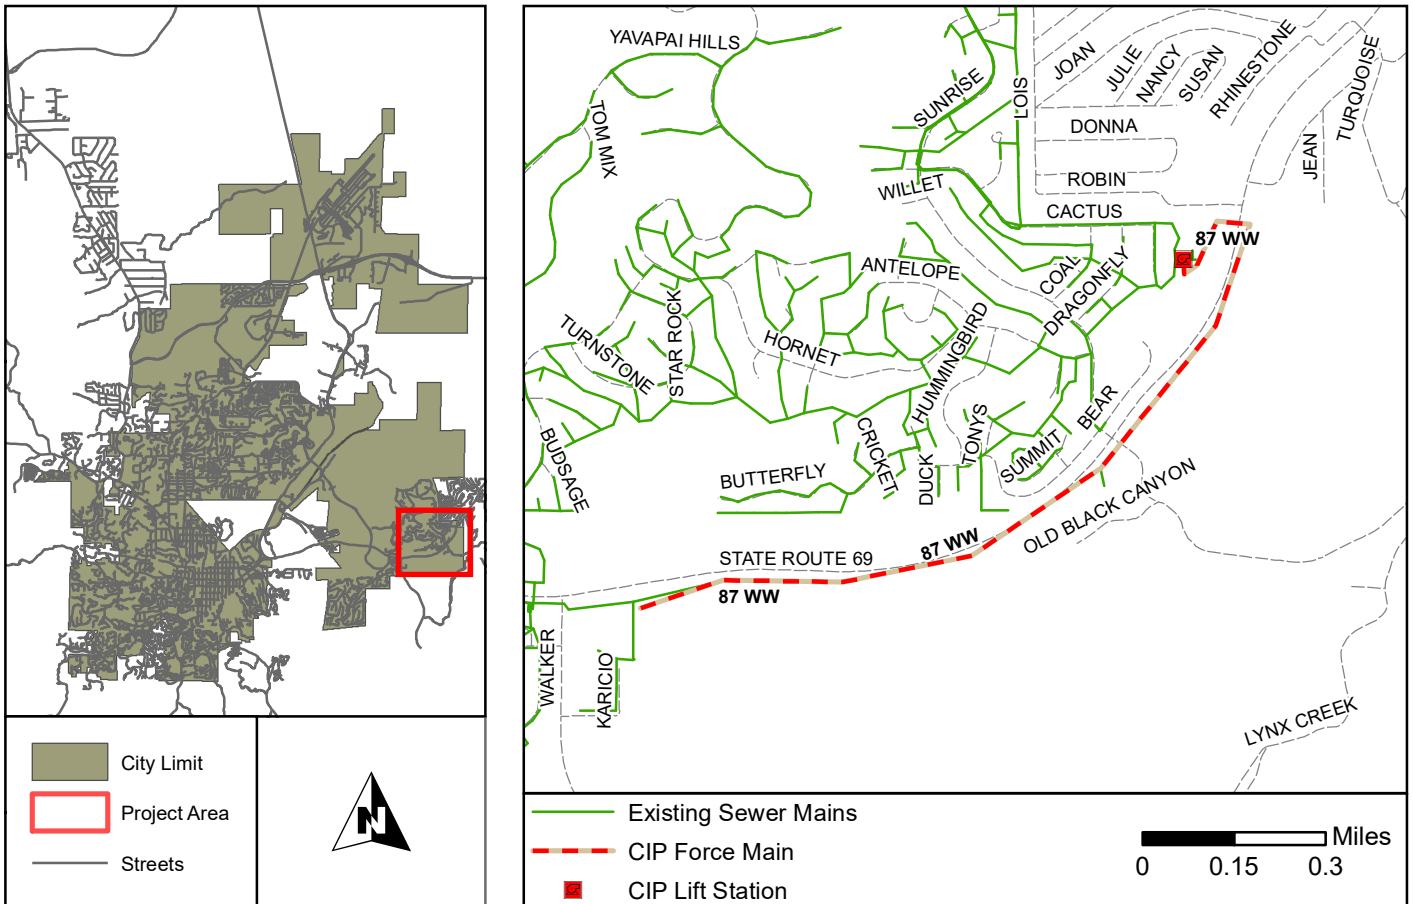 YAVAPAI HILLS
TOM MIX
SUNRISE
LOIS
JOAN
JULIE
NANCY
SUSAN
RHINESTONE
TURQUOISE
DONNA
JEAN
ROBIN
WILLET
CACTUS
87 WW
ANTELOPE
COAL
DRAGONFLY
STAR ROCK
TURNSTONE
HORNET
HUMMINGBIRD
BEAR
BUDSAGE
CRICKET
TONYS
SUMMIT
BUTTERFLY
DUCK
OLD BLACK CANYON
STATE ROUTE 69
87 WW
87 WW
WALKER
KARICIO
LYNX CREEK
City Limit
Project Area
Streets
N
Existing Sewer Mains
CIP Force Main
CIP Lift Station
Miles
0 0.15 0.3